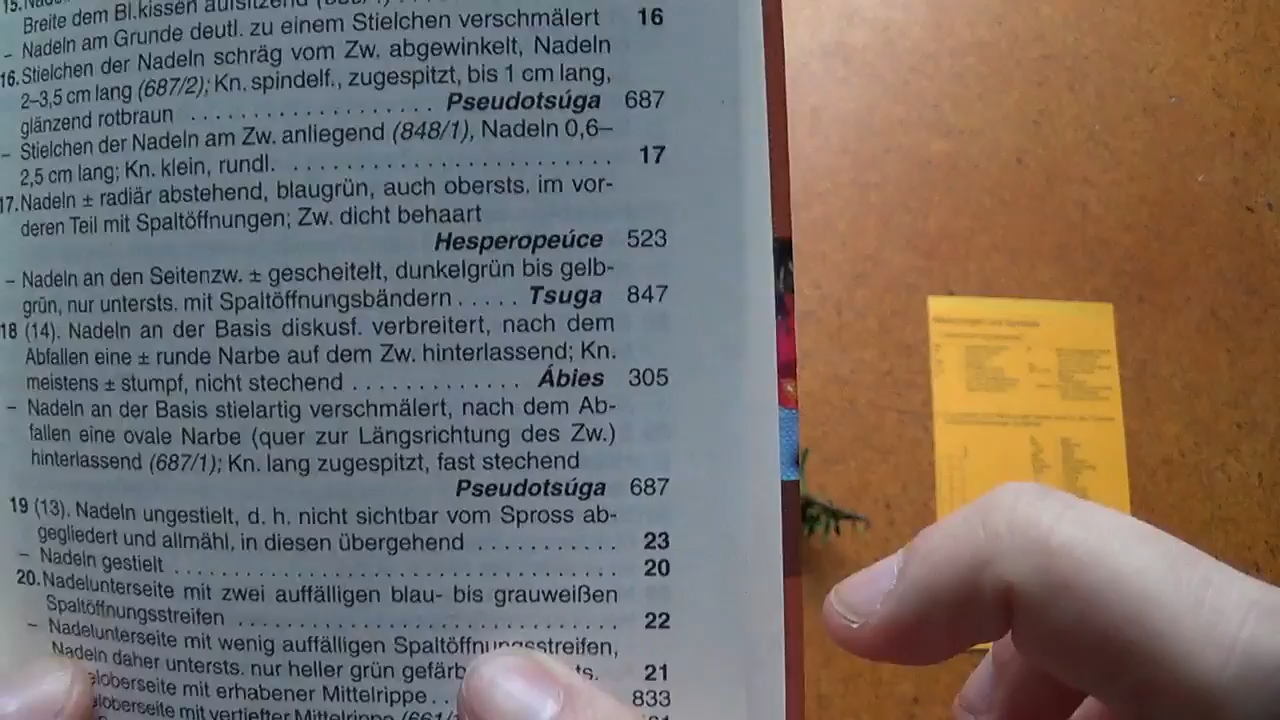 15.
Breite dem Bl.kissen aufsitzend
– Nadeln am Grunde deutl. zu einem Stielchen verschmälert 16
16. Stielchen der Nadeln schräg vom Zw. abgewinkelt, Nadeln
2–3,5 cm lang (687/2); Kn. spindelf., zugespitzt, bis 1 cm lang,
glänzend rotbraun . . . . . . . . . . . . . . . . . Pseudotsúga 687
– Stielchen der Nadeln am Zw. anliegend (848/1), Nadeln 0,6–
2,5 cm lang; Kn. klein, rundl. . . . . . . . . . . . . . . . . . . . . . . . 17
17. Nadeln ± radiär abstehend, blaugrün, auch obersts. im vor-
deren Teil mit Spaltöffnungen; Zw. dicht behaart
Hesperopeúce 523
– Nadeln an den Seitenzw. ± gescheitelt, dunkelgrün bis gelb-
grün, nur untersts. mit Spaltöffnungsbändern . . . . . Tsuga 847
18 (14). Nadeln an der Basis diskusf. verbreitert, nach dem
Abfallen eine ± runde Narbe auf dem Zw. hinterlassend; Kn.
meistens ± stumpf, nicht stechend . . . . . . . . . . . . . Ábies 305
– Nadeln an der Basis stielartig verschmälert, nach dem Ab-
fallen eine ovale Narbe (quer zur Längsrichtung des Zw.)
hinterlassend (687/1); Kn. lang zugespitzt, fast stechend
Pseudotsúga 687
19 (13). Nadeln ungestielt, d. h. nicht sichtbar vom Spross ab-
gegliedert und allmähl. in diesen übergehend . . . . . . . . . . . 23
– Nadeln gestielt . . . . . . . . . . . . . . . . . . . . . . . . . . . . . . . . . . 20
20. Nadelunterseite mit zwei auffälligen blau- bis grauweißen
Spaltöffnungsstreifen . . . . . . . . . . . . . . . . . . . . . . . . . . . . . 22
– Nadelunterseite mit wenig auffälligen Spaltöffnungsstreifen,
Nadeln daher untersts. nur heller grün 21
mit erhabener Mittelrippe . . 833
mit vertiefter Mittelrippe